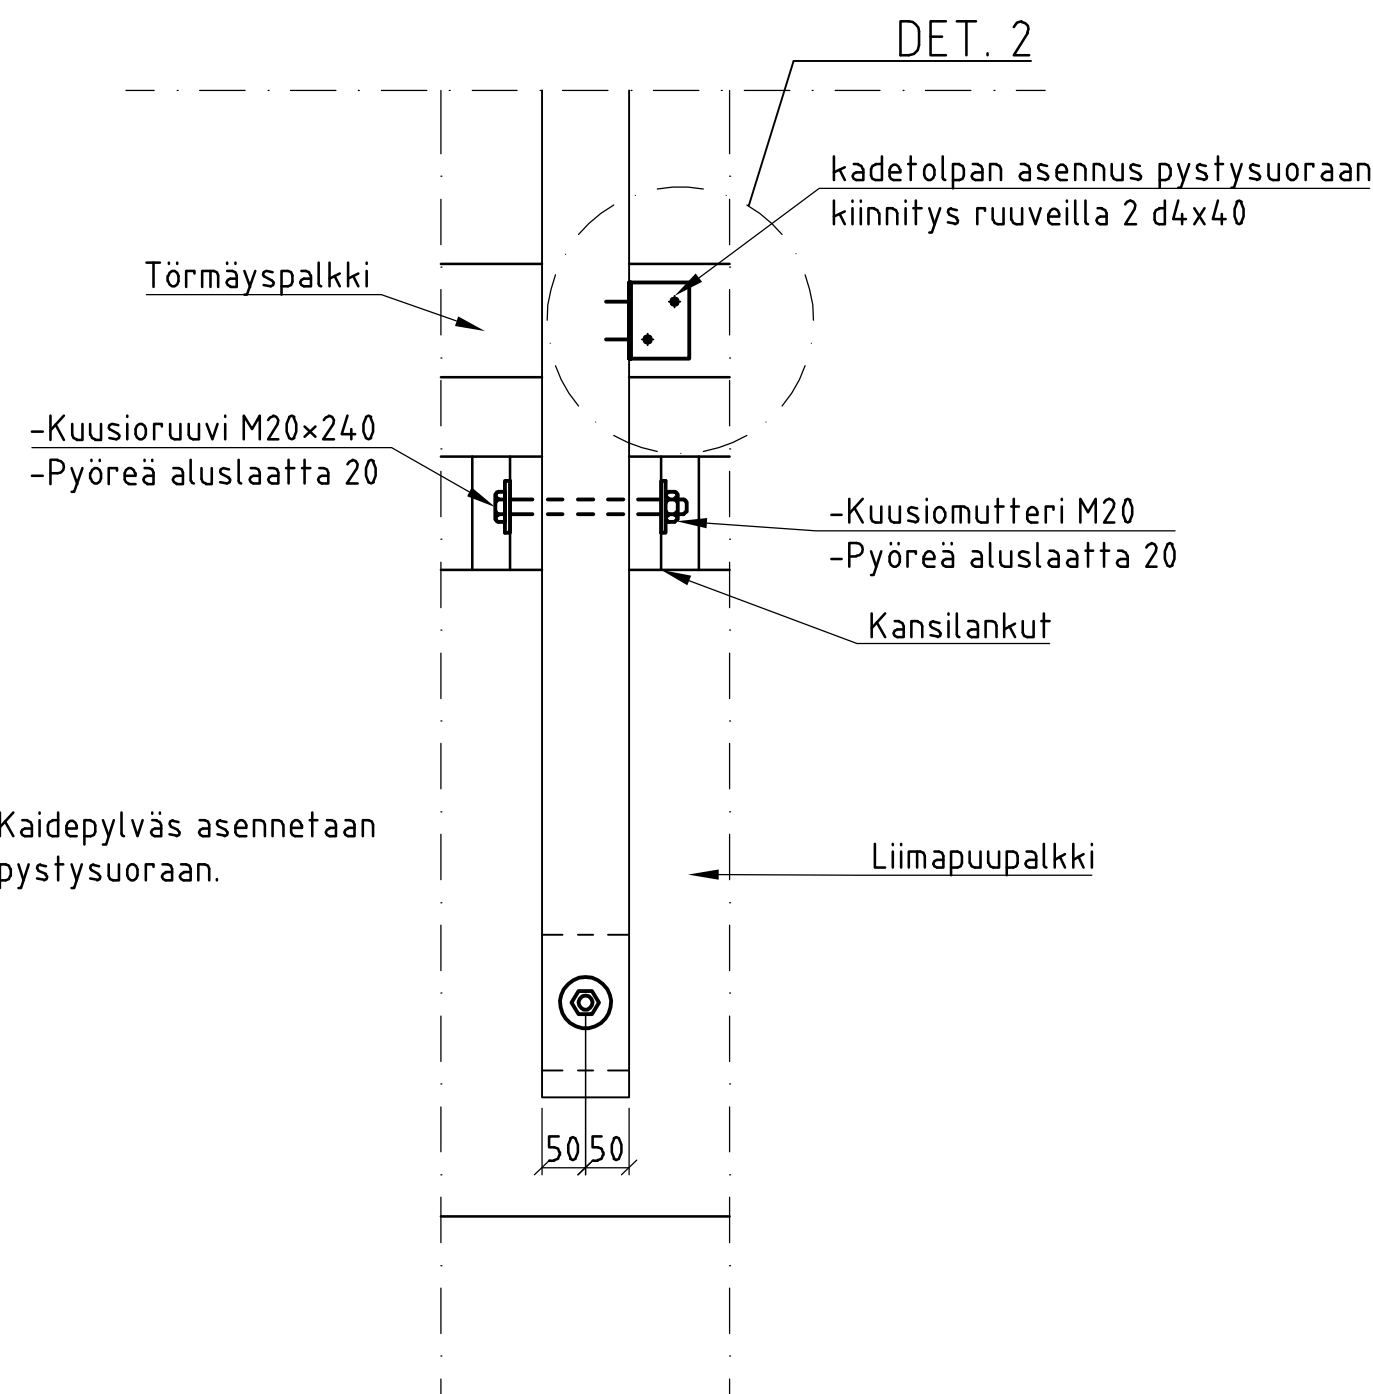 DET. 2
kadetolpan asennus pystysuoraan
kiinnitys ruuveilla 2 d4x40
Törmäyspalkki
-Kuusioruuvi M20×240
-Pyöreä aluslaatta 20
-Kuusiomutteri M20
-Pyöreä aluslaatta 20
Kansilankut
Kaidepylväs asennetaan
pystysuoraan.
Liimapuupalkki
50 50